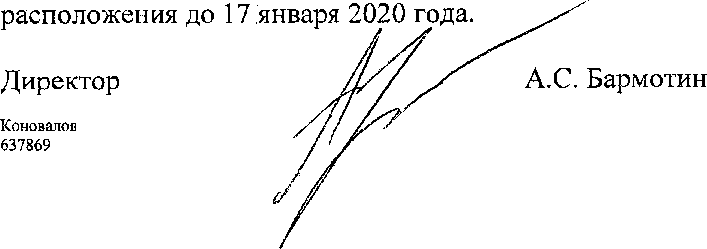 расположения до 17 января 2020 года.
Директор А.С. Бармотин
Коновалов
637869